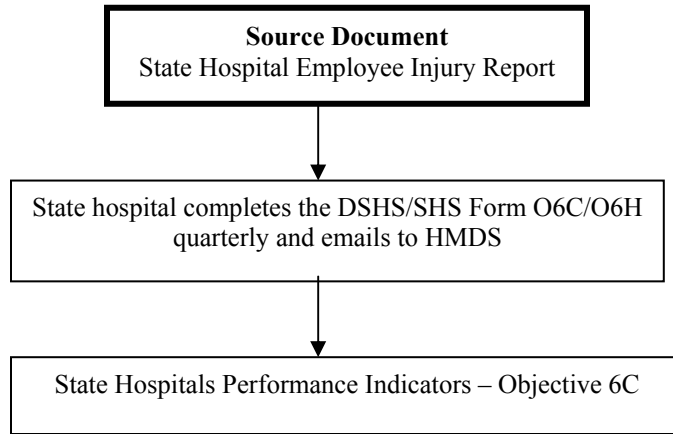 Source Document
State Hospital Employee Injury Report
State hospital completes the DSHS/SHS Form O6C/O6H
quarterly and emails to HMDS
State Hospitals Performance Indicators – Objective 6C